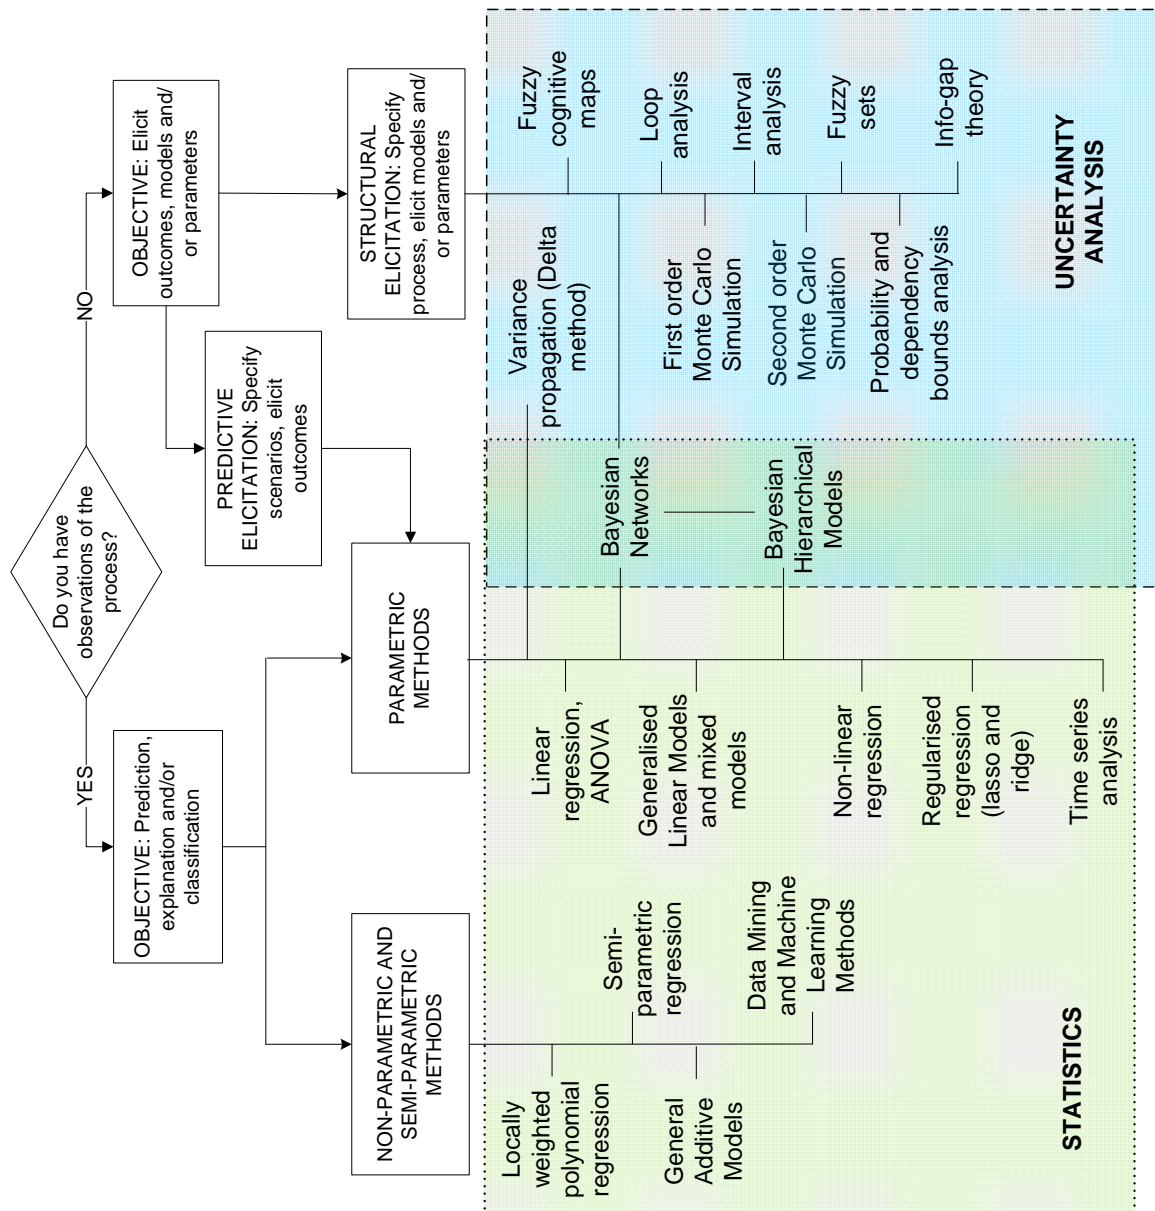 Do you have
observations of the
process?
YES
NO
OBJECTIVE: Prediction,
explanation and/or
classification
OBJECTIVE: Elicit
outcomes, models and/
or parameters
PREDICTIVE
ELICITATION: Specify
scenarios, elicit
outcomes
NON-PARAMETRIC AND
SEMI-PARAMETRIC
METHODS
PARAMETRIC
METHODS
STRUCTURAL
ELICITATION: Specify
process, elicit models and/
or parameters
Locally
weighted
polynomial
regression
Semi-
parametric
regression
General
Additive
Models
Data Mining
and Machine
Learning
Methods
Linear
regression,
ANOVA
Generalised
Linear Models
and mixed
models
Non-linear
regression
Regularised
regression
(lasso and
ridge)
Time series
analysis
Variance
propagation (Delta
method)
Bayesian
Networks
Bayesian
Hierarchical
Models
Fuzzy
cognitive
maps
Loop
analysis
First order
Monte Carlo
Simulation
Interval
analysis
Second order
Monte Carlo
Simulation
Fuzzy
sets
Probability and
dependency
bounds analysis
Info-gap
theory
STATISTICS
UNCERTAINTY
ANALYSIS